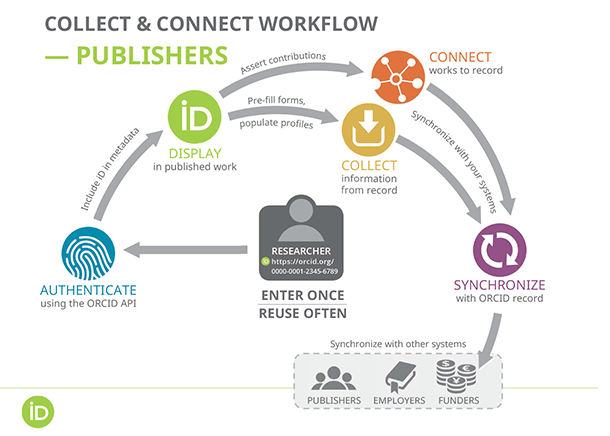 COLLECT & CONNECT WORKFLOW
— PUBLISHERS
Assert contributions
CONNECT
works to record
Pre-fill forms,
populate profiles
iD
DISPLAY
in published work
COLLECT
information
from record
Include iD in metadata
Synchronize with your systems
RESEARCHER
iD https://orcid.org/
0000-0001-2345-6789
AUTHENTICATE
using the ORCID API
ENTER ONCE
REUSE OFTEN
SYNCHRONIZE
with ORCID record
Synchronize with other systems
$ € ¥
PUBLISHERS EMPLOYERS FUNDERS
iD